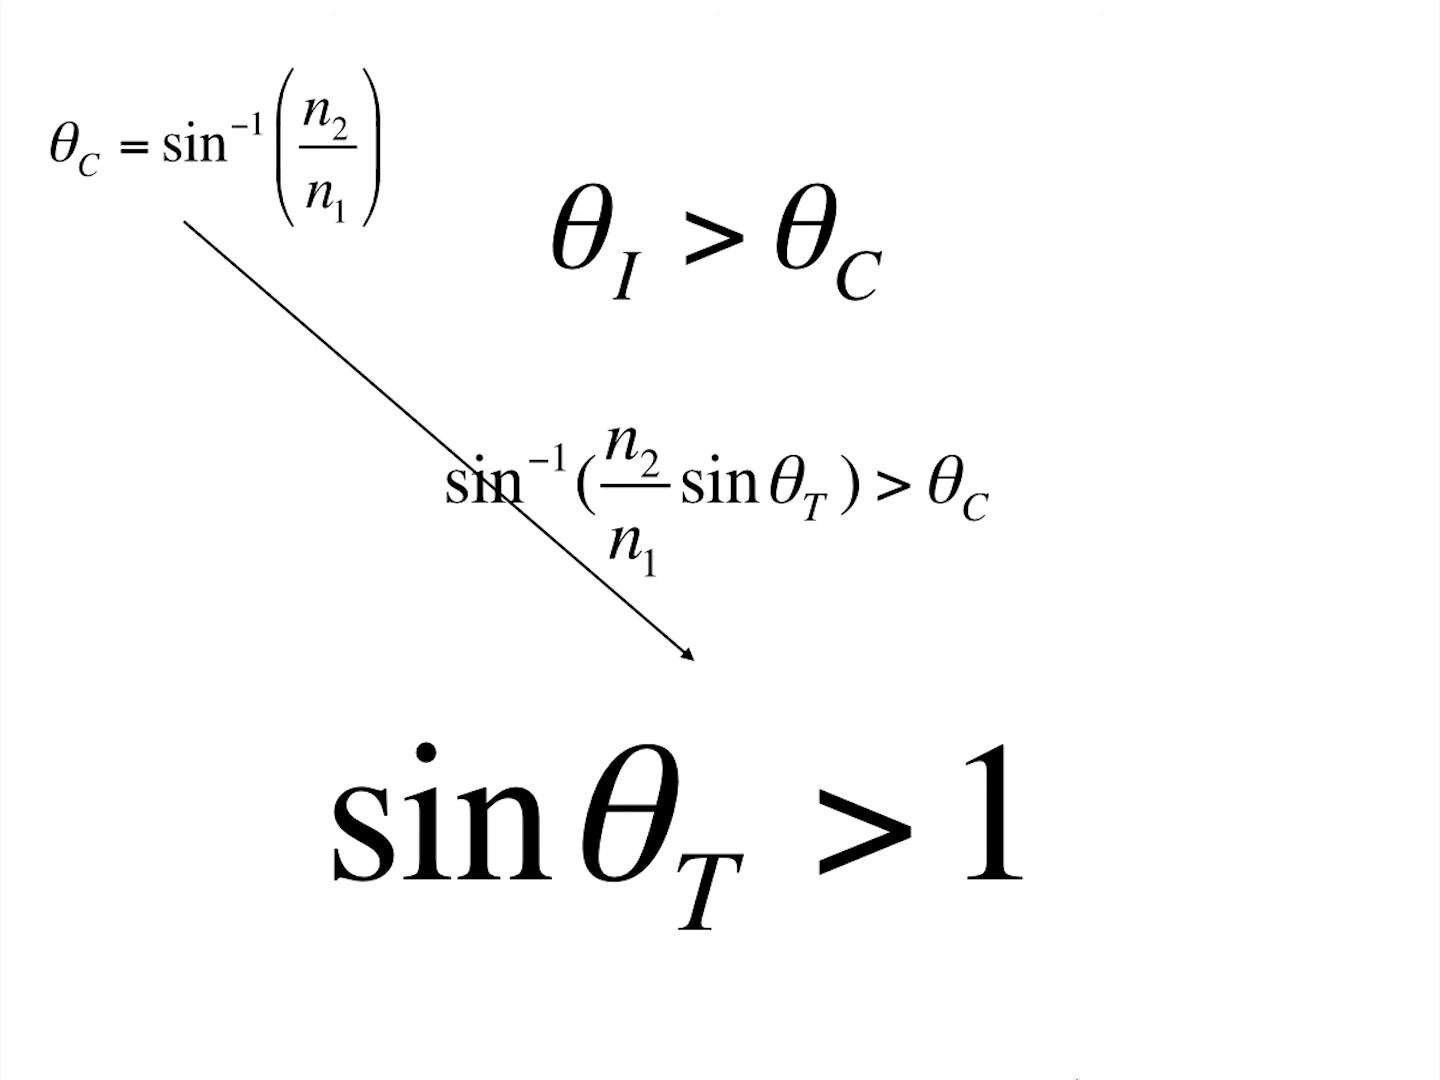 θ_C = sin⁻¹(n₂/n₁)
θ_I > θ_C
sin⁻¹(n₂/n₁ sin θ_T) > θ_C
sin θ_T > 1